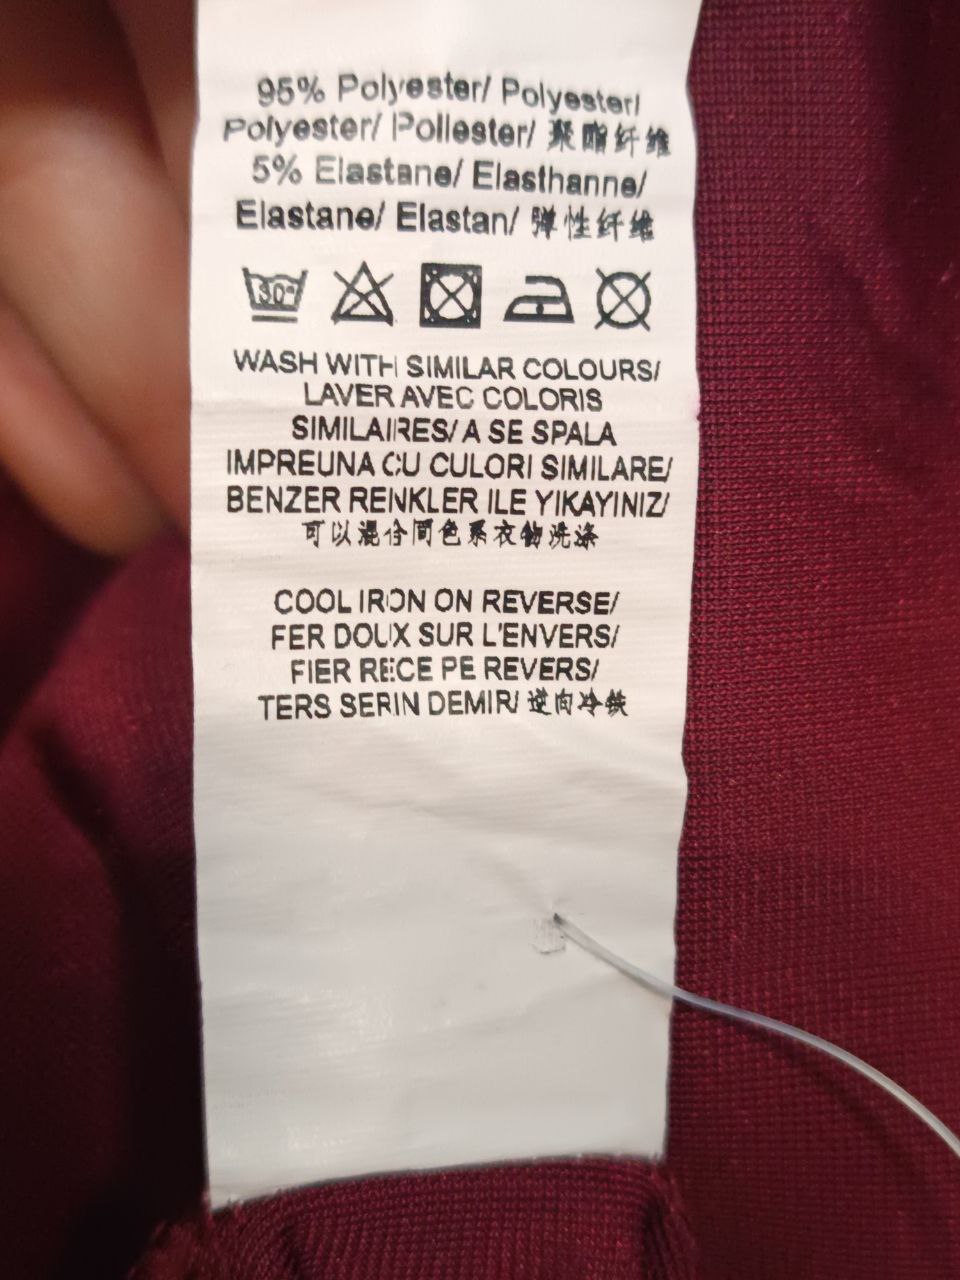 95% Polyester/ Polyester/
Polyester/ Poliester/ 聚酯纤维
5% Elastane/ Elasthanne/
Elastane/ Elastan/ 弹性纤维
30°
WASH WITH SIMILAR COLOURS/
LAVER AVEC COLORIS
SIMILAIRES/ A SE SPALA
IMPREUNA CU CULORI SIMILARE/
BENZER RENKLER ILE YIKAYINIZ/
可以混合同色系衣物洗涤
COOL IRON ON REVERSE/
FER DOUX SUR L'ENVERS/
FIER RECE PE REVERS/
TERS SERIN DEMIR/ 逆向冷铁